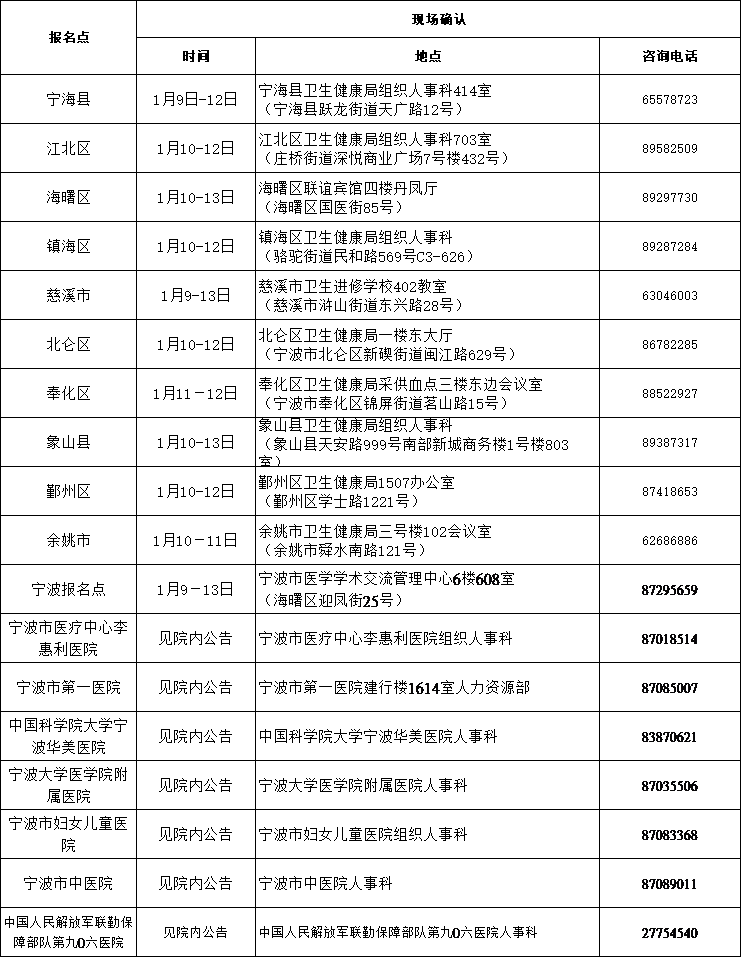 报名点
现场确认
时间
地点
咨询电话
宁海县
1月9日-12日
宁海县卫生健康局组织人事科414室
（宁海县跃龙街道天广路12号）
65578723
江北区
1月10-12日
江北区卫生健康局组织人事科703室
（庄桥街道深悦商业广场7号楼432号）
89582509
海曙区
1月10-13日
海曙区联谊宾馆四楼丹凤厅
（海曙区国医街85号）
89297730
镇海区
1月10-12日
镇海区卫生健康局组织人事科
（骆驼街道民和路569号C3-626）
89287284
慈溪市
1月9-13日
慈溪市卫生进修学校402教室
（慈溪市浒山街道东兴路28号）
63046003
北仑区
1月10-12日
北仑区卫生健康局一楼东大厅
（宁波市北仑区新碶街道闽江路629号）
86782285
奉化区
1月11－12日
奉化区卫生健康局采供血点三楼东边会议室
（宁波市奉化区锦屏街道茗山路15号）
88522927
象山县
1月10-13日
象山县卫生健康局组织人事科
（象山县天安路999号南部新城商务楼1号楼803
室）
89387317
鄞州区
1月10-12日
鄞州区卫生健康局1507办公室
（鄞州区学士路1221号）
87418653
余姚市
1月10－11日
余姚市卫生健康局三号楼102会议室
（余姚市舜水南路121号）
62686886
宁波报名点
1月9－13日
宁波市医学学术交流管理中心6楼608室
（海曙区迎凤街25号）
87295659
宁波市医疗中心李
惠利医院
见院内公告
宁波市医疗中心李惠利医院组织人事科
87018514
宁波市第一医院
见院内公告
宁波市第一医院建行楼1614室人力资源部
87085007
中国科学院大学宁
波华美医院
见院内公告
中国科学院大学宁波华美医院人事科
83870621
宁波大学医学院附
属医院
见院内公告
宁波大学医学院附属医院人事科
87035506
宁波市妇女儿童医
院
见院内公告
宁波市妇女儿童医院组织人事科
87083368
宁波市中医院
见院内公告
宁波市中医院人事科
87089011
中国人民解放军联勤保
障部队第九0六医院
见院内公告
中国人民解放军联勤保障部队第九0六医院人事科
27754540